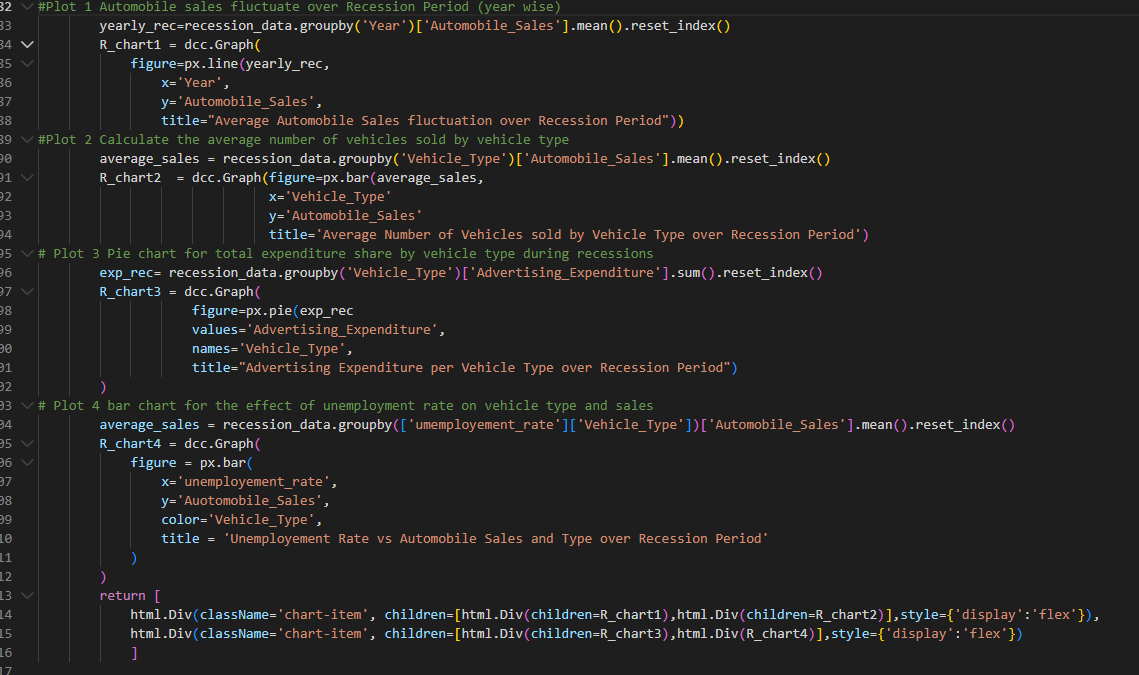 32 #Plot 1 Automobile sales fluctuate over Recession Period (year wise)
33 yearly_rec=recession_data.groupby('Year')['Automobile_Sales'].mean().reset_index()
34 R_chart1 = dcc.Graph(
35 figure=px.line(yearly_rec,
36 x='Year',
37 y='Automobile_Sales',
38 title="Average Automobile Sales fluctuation over Recession Period"))
39 #Plot 2 Calculate the average number of vehicles sold by vehicle type
90 average_sales = recession_data.groupby('Vehicle_Type')['Automobile_Sales'].mean().reset_index()
91 R_chart2  = dcc.Graph(figure=px.bar(average_sales,
92 x='Vehicle_Type'
93 y='Automobile_Sales'
94 title='Average Number of Vehicles sold by Vehicle Type over Recession Period')
95 # Plot 3 Pie chart for total expenditure share by vehicle type during recessions
96 exp_rec= recession_data.groupby('Vehicle_Type')['Advertising_Expenditure'].sum().reset_index()
97 R_chart3 = dcc.Graph(
98 figure=px.pie(exp_rec
99 values='Advertising_Expenditure',
00 names='Vehicle_Type',
01 title="Advertising Expenditure per Vehicle Type over Recession Period")
02 )
03 # Plot 4 bar chart for the effect of unemployment rate on vehicle type and sales
04 average_sales = recession_data.groupby(['umemployement_rate']['Vehicle_Type'])['Automobile_Sales'].mean().reset_index()
05 R_chart4 = dcc.Graph(
06 figure = px.bar(
07 x='unemployement_rate',
08 y='Auotomobile_Sales',
09 color='Vehicle_Type',
10 title = 'Unemployement Rate vs Automobile Sales and Type over Recession Period'
11 )
12 )
13 return [
14 html.Div(className='chart-item', children=[html.Div(children=R_chart1),html.Div(children=R_chart2)],style={'display':'flex'}),
15 html.Div(className='chart-item', children=[html.Div(children=R_chart3),html.Div(R_chart4)],style={'display':'flex'})
16 ]
17